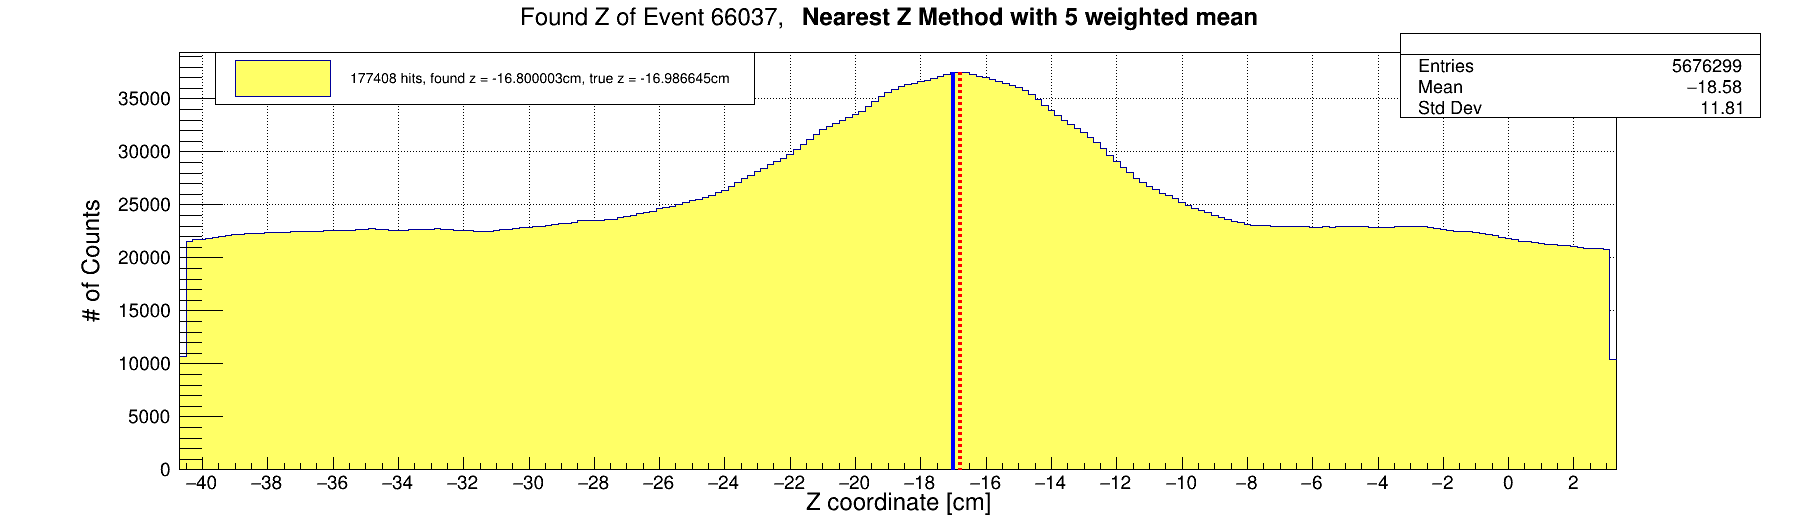 Found Z of Event 66037, Nearest Z Method with 5 weighted mean
177408 hits, found z = -16.800003cm, true z = -16.986645cm
Entries 5676299
Mean −18.58
Std Dev 11.81
# of Counts
35000
30000
25000
20000
15000
10000
5000
0
−40 −38 −36 −34 −32 −30 −28 −26 −24 −22 −20 −18 −16 −14 −12 −10 −8 −6 −4 −2 0 2
Z coordinate [cm]